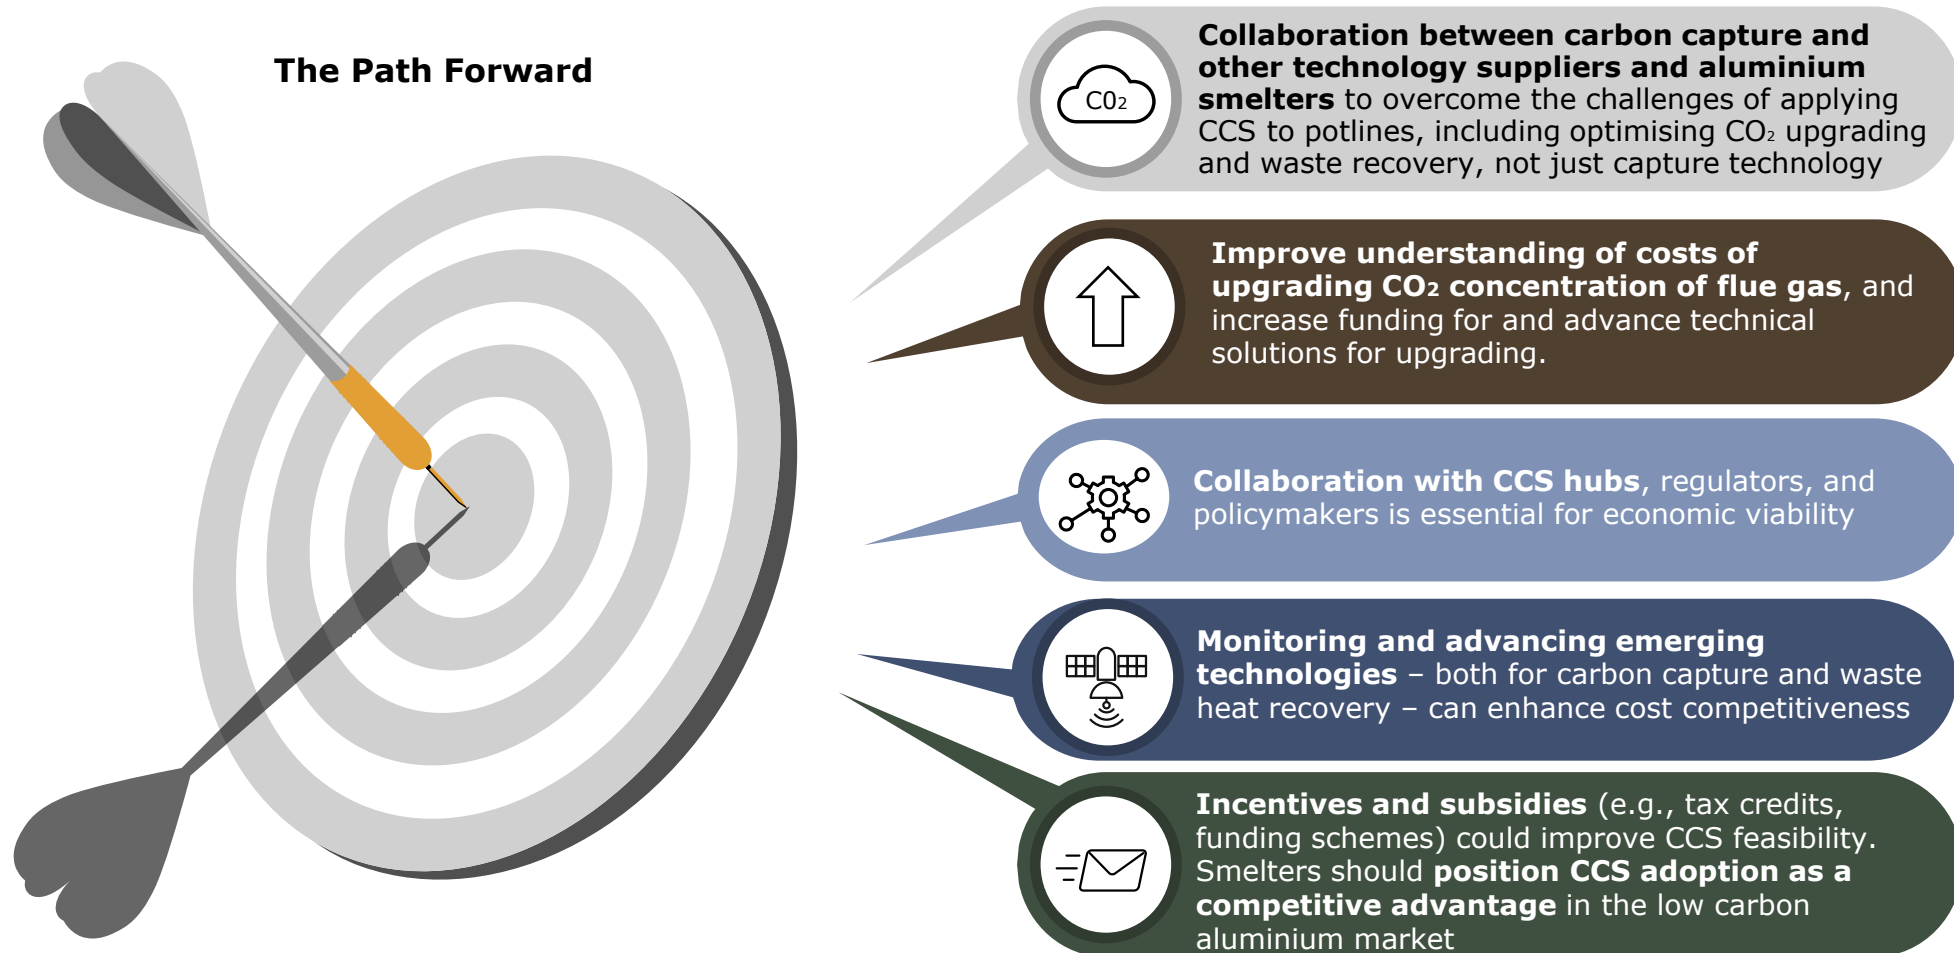 The Path Forward
C02
Collaboration between carbon capture and
other technology suppliers and aluminium
smelters to overcome the challenges of applying
CCS to potlines, including optimising CO₂ upgrading
and waste recovery, not just capture technology
Improve understanding of costs of
upgrading CO₂ concentration of flue gas, and
increase funding for and advance technical
solutions for upgrading.
Collaboration with CCS hubs, regulators, and
policymakers is essential for economic viability
Monitoring and advancing emerging
technologies – both for carbon capture and waste
heat recovery – can enhance cost competitiveness
Incentives and subsidies (e.g., tax credits,
funding schemes) could improve CCS feasibility.
Smelters should position CCS adoption as a
competitive advantage in the low carbon
aluminium market